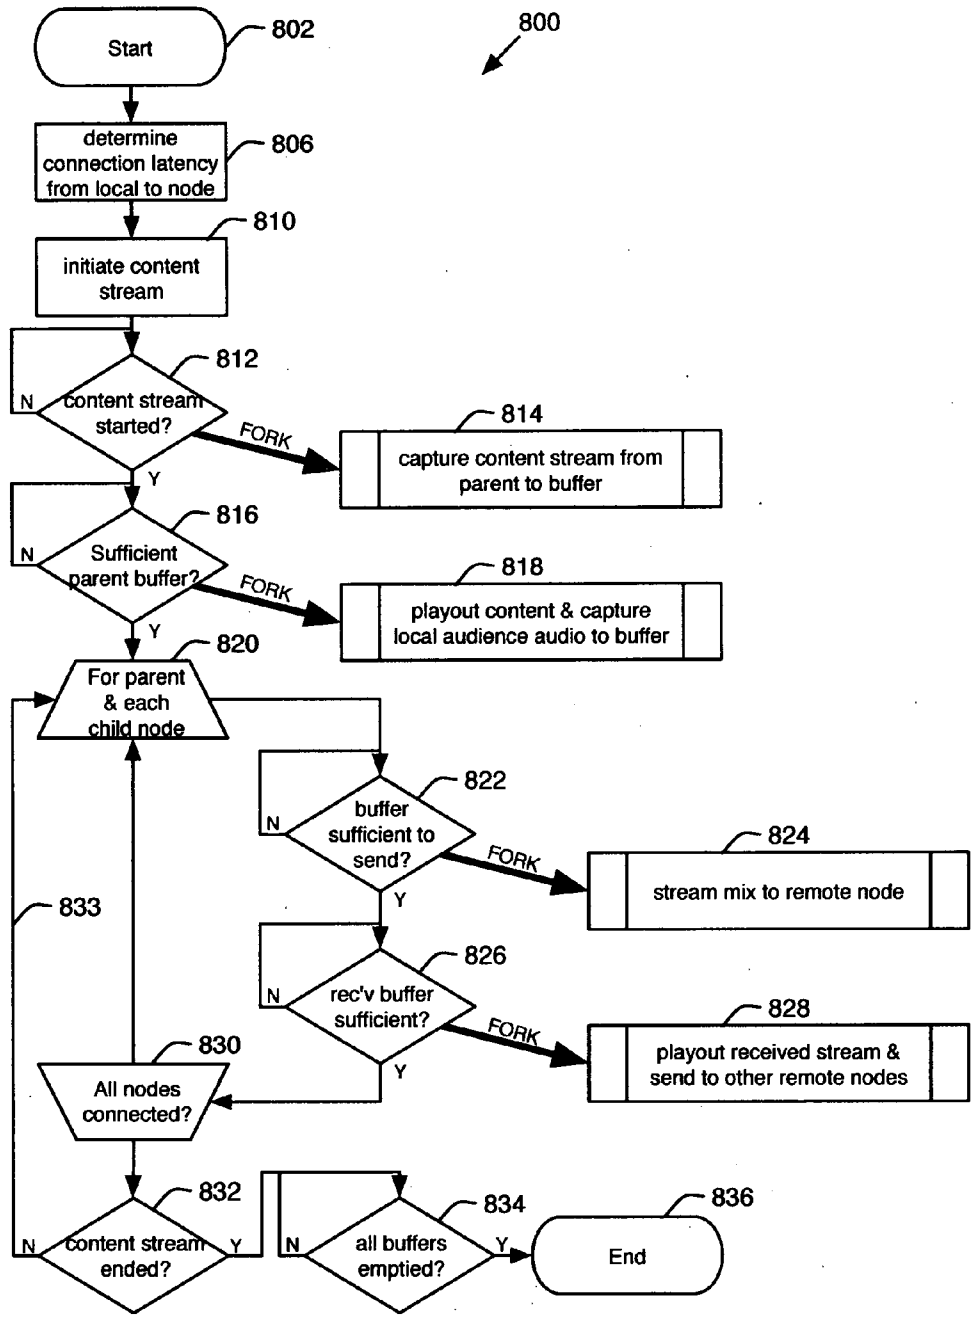 800
Start
802
determine
connection latency
from local to node
806
810
initiate content
stream
812
content stream
started?
N
Y
FORK
814
capture content stream from
parent to buffer
816
Sufficient
parent buffer?
N
Y
FORK
818
playout content & capture
local audience audio to buffer
820
For parent
& each
child node
822
buffer
sufficient to
send?
N
Y
FORK
824
stream mix to remote node
833
826
rec'v buffer
sufficient?
N
Y
FORK
828
playout received stream &
send to other remote nodes
830
All nodes
connected?
832
content stream
ended?
N
Y
834
all buffers
emptied?
N
Y
836
End